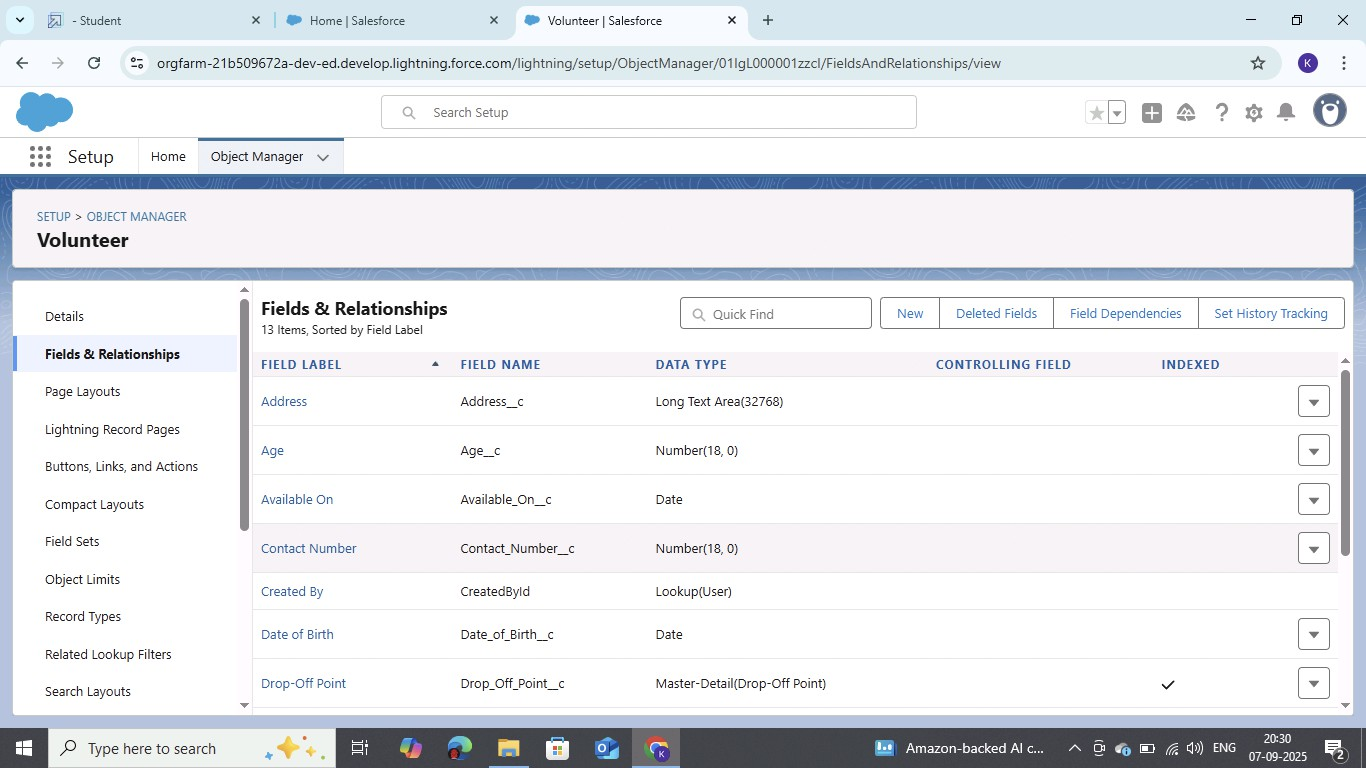 - Student
Home | Salesforce
Volunteer | Salesforce
orgfarm-21b509672a-dev-ed.develop.lightning.force.com/lightning/setup/ObjectManager/01IgL000001zzcl/FieldsAndRelationships/view
K
Search Setup
Setup
Home
Object Manager
SETUP > OBJECT MANAGER
Volunteer
Details
Fields & Relationships
Page Layouts
Lightning Record Pages
Buttons, Links, and Actions
Compact Layouts
Field Sets
Object Limits
Record Types
Related Lookup Filters
Search Layouts
Fields & Relationships
13 Items, Sorted by Field Label
Quick Find
New
Deleted Fields
Field Dependencies
Set History Tracking
FIELD LABEL FIELD NAME DATA TYPE CONTROLLING FIELD INDEXED
Address Address__c Long Text Area(32768)
Age Age__c Number(18, 0)
Available On Available_On__c Date
Contact Number Contact_Number__c Number(18, 0)
Created By CreatedById Lookup(User)
Date of Birth Date_of_Birth__c Date
Drop-Off Point Drop_Off_Point__c Master-Detail(Drop-Off Point)
Type here to search
K
Amazon-backed AI c...
ENG
20:30
07-09-2025
2